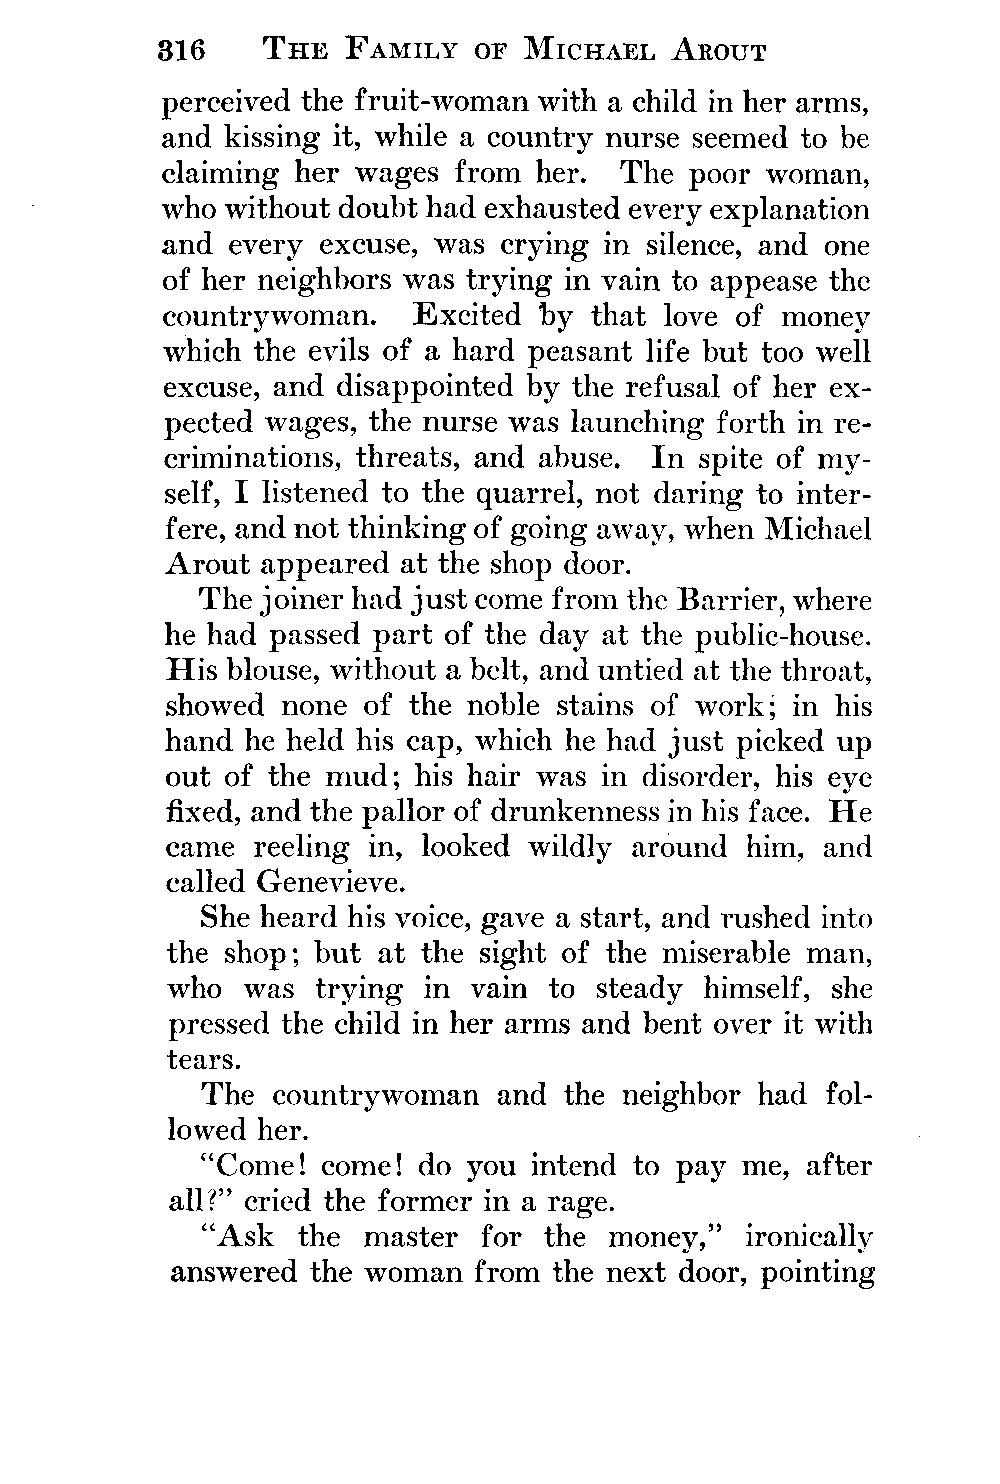 316 THE FAMILY OF MICHAEL AROUT
perceived the fruit-woman with a child in her arms,
and kissing it, while a country nurse seemed to be
claiming her wages from her. The poor woman,
who without doubt had exhausted every explanation
and every excuse, was crying in silence, and one
of her neighbors was trying in vain to appease the
countrywoman. Excited by that love of money
which the evils of a hard peasant life but too well
excuse, and disappointed by the refusal of her ex-
pected wages, the nurse was launching forth in re-
criminations, threats, and abuse. In spite of my-
self, I listened to the quarrel, not daring to inter-
fere, and not thinking of going away, when Michael
Arout appeared at the shop door.
The joiner had just come from the Barrier, where
he had passed part of the day at the public-house.
His blouse, without a belt, and untied at the throat,
showed none of the noble stains of work; in his
hand he held his cap, which he had just picked up
out of the mud; his hair was in disorder, his eye
fixed, and the pallor of drunkenness in his face. He
came reeling in, looked wildly around him, and
called Genevieve.
She heard his voice, gave a start, and rushed into
the shop; but at the sight of the miserable man,
who was trying in vain to steady himself, she
pressed the child in her arms and bent over it with
tears.
The countrywoman and the neighbor had fol-
lowed her.
“Come! come! do you intend to pay me, after
all?” cried the former in a rage.
“Ask the master for the money,” ironically
answered the woman from the next door, pointing